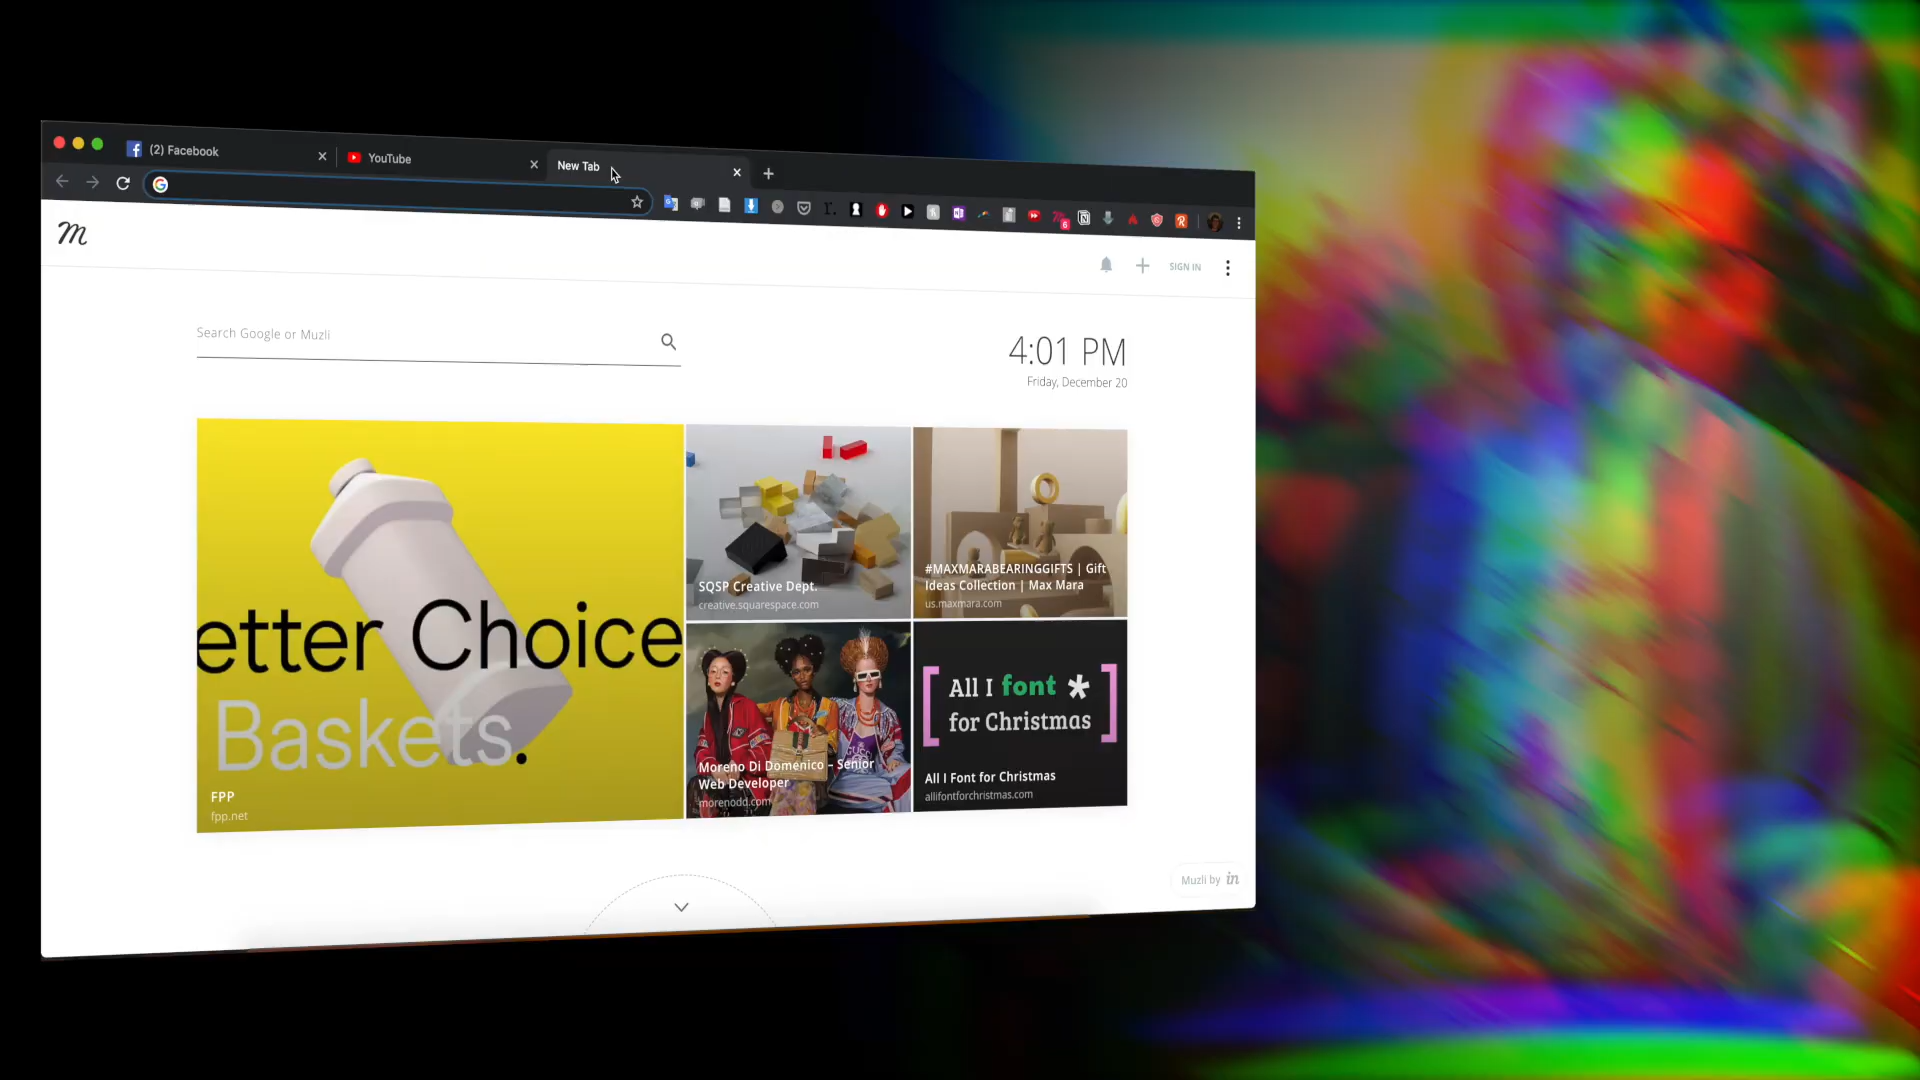 (2) Facebook
YouTube
New Tab
m
SIGN IN
Search Google or Muzli
4:01 PM
Friday, December 20
etter Choice
Baskets.
FPP
fpp.net
SQSP Creative Dept.
creative.squarespace.com
#MAXMARABEARINGGIFTS | Gift
Ideas Collection | Max Mara
us.maxmara.com
Moreno Di Domenico – Senior
Web Developer
morenodd.com
[All I font *
for Christmas]
All I Font for Christmas
allifontforchristmas.com
Muzli by in